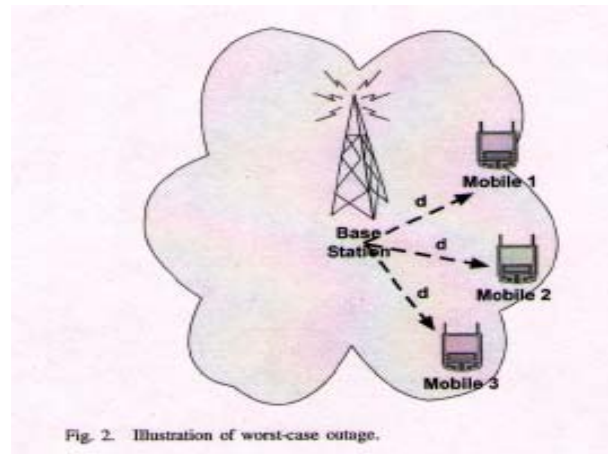 Mobile 1
d
Base
Station
d
Mobile 2
d
Mobile 3
Fig. 2. Illustration of worst-case outage.